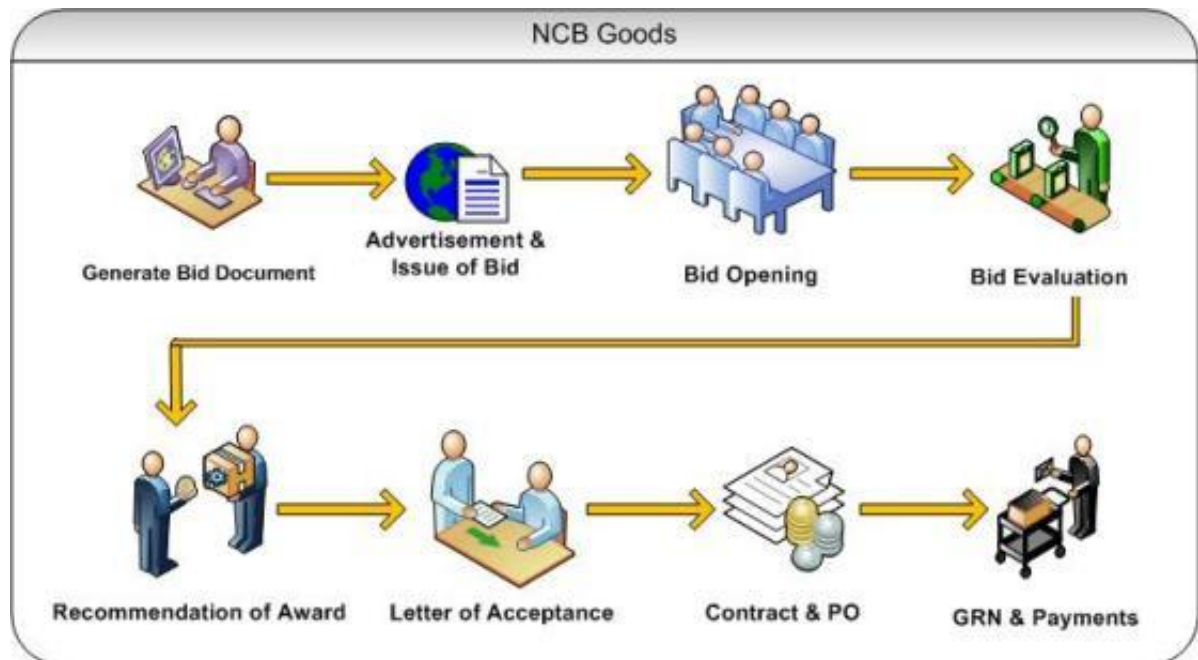 NCB Goods
Generate Bid Document
Advertisement &
Issue of Bid
Bid Opening
Bid Evaluation
Recommendation of Award
Letter of Acceptance
Contract & PO
GRN & Payments